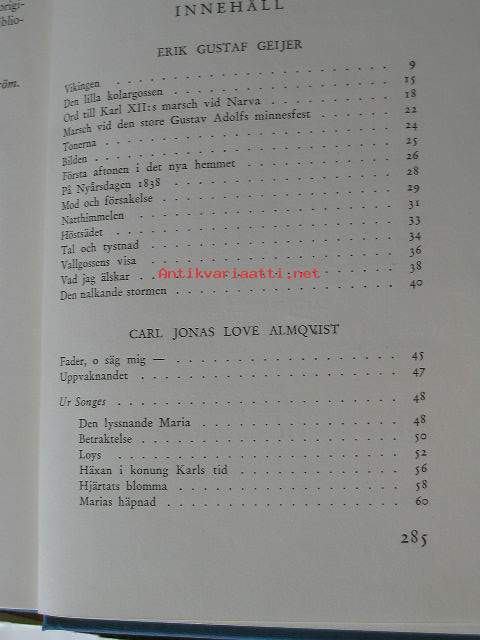 origi-
iblio-
röm.
INNEHÅLL
ERIK GUSTAF GEIJER
Vikingen . . . . . . . . . . . . . . . . . . 9
Den lilla kolargossen . . . . . . . . . . . . . . 15
Ord till Karl XII:s marsch vid Narva . . . . . . . . 18
Marsch vid den store Gustav Adolfs minnesfest . . . . . 22
Tonerna . . . . . . . . . . . . . . . . . . 24
Bilden . . . . . . . . . . . . . . . . . . . 25
Första aftonen i det nya hemmet . . . . . . . . . . 26
På Nyårsdagen 1838 . . . . . . . . . . . . . . 28
Mod och försakelse . . . . . . . . . . . . . . . 29
Natthimmelen . . . . . . . . . . . . . . . . . 31
Höstsädet . . . . . . . . . . . . . . . . . . 33
Tal och tystnad . . . . . . . . . . . . . . . . 34
Vallgossens visa . . . . . . . . . . . . . . . . 36
Vad jag älskar . . . . . . . . . . . . . . . . . 38
Antikvariaatti.net
Den nalkande stormen . . . . . . . . . . . . . . 40
CARL JONAS LOVE ALMQVIST
Fader, o säg mig — . . . . . . . . . . . . . . . 45
Uppvaknandet . . . . . . . . . . . . . . . . . 47
Ur Songes . . . . . . . . . . . . . . . . . . 48
Den lyssnande Maria . . . . . . . . . . . . . . 48
Betraktelse . . . . . . . . . . . . . . . . . . 50
Loys . . . . . . . . . . . . . . . . . . . . 52
Häxan i konung Karls tid . . . . . . . . . . . . 56
Hjärtats blomma . . . . . . . . . . . . . . . . 58
Marias häpnad . . . . . . . . . . . . . . . . . 60
285